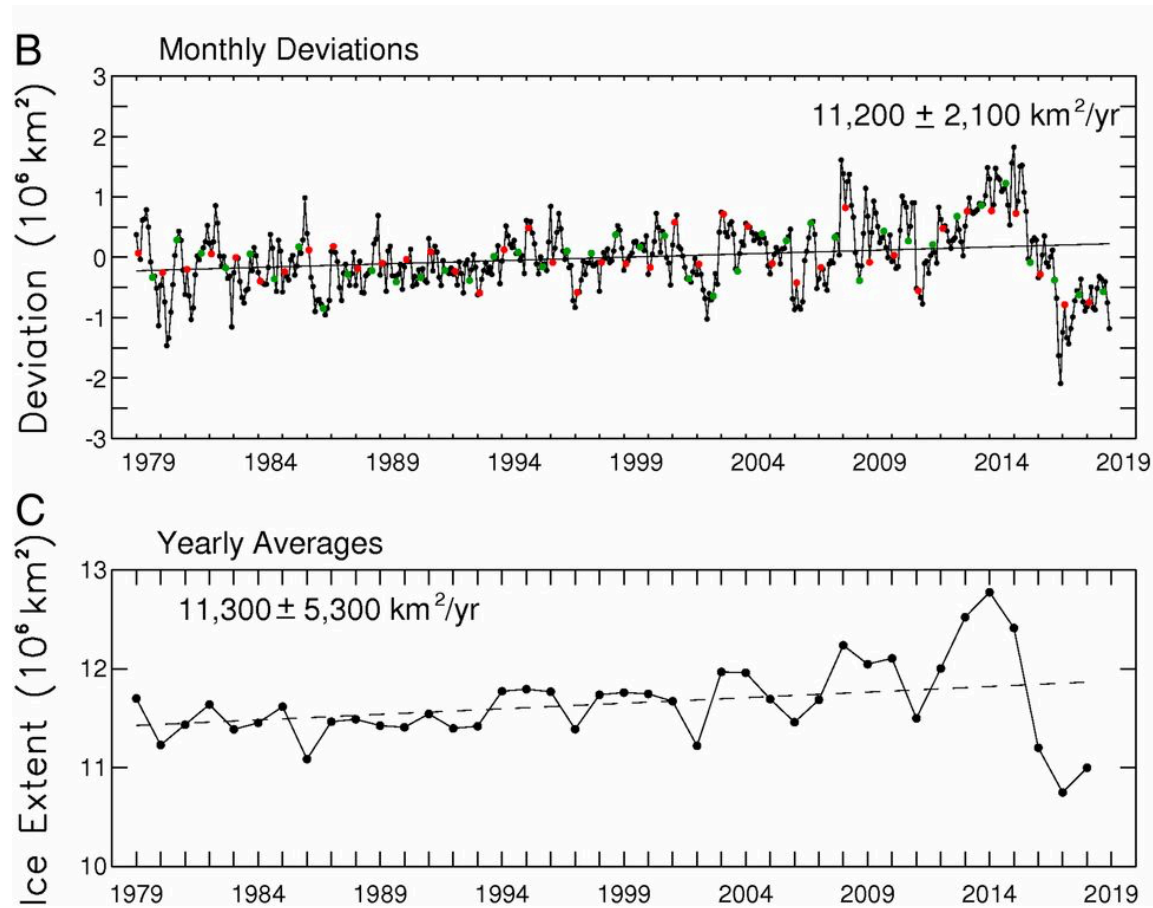 B
Monthly Deviations
11,200 ± 2,100 km²/yr
Deviation (10⁶ km²)
3
2
1
0
-1
-2
-3
1979 1984 1989 1994 1999 2004 2009 2014 2019
C
Yearly Averages
11,300 ± 5,300 km²/yr
Ice Extent (10⁶ km²)
13
12
11
10
1979 1984 1989 1994 1999 2004 2009 2014 2019